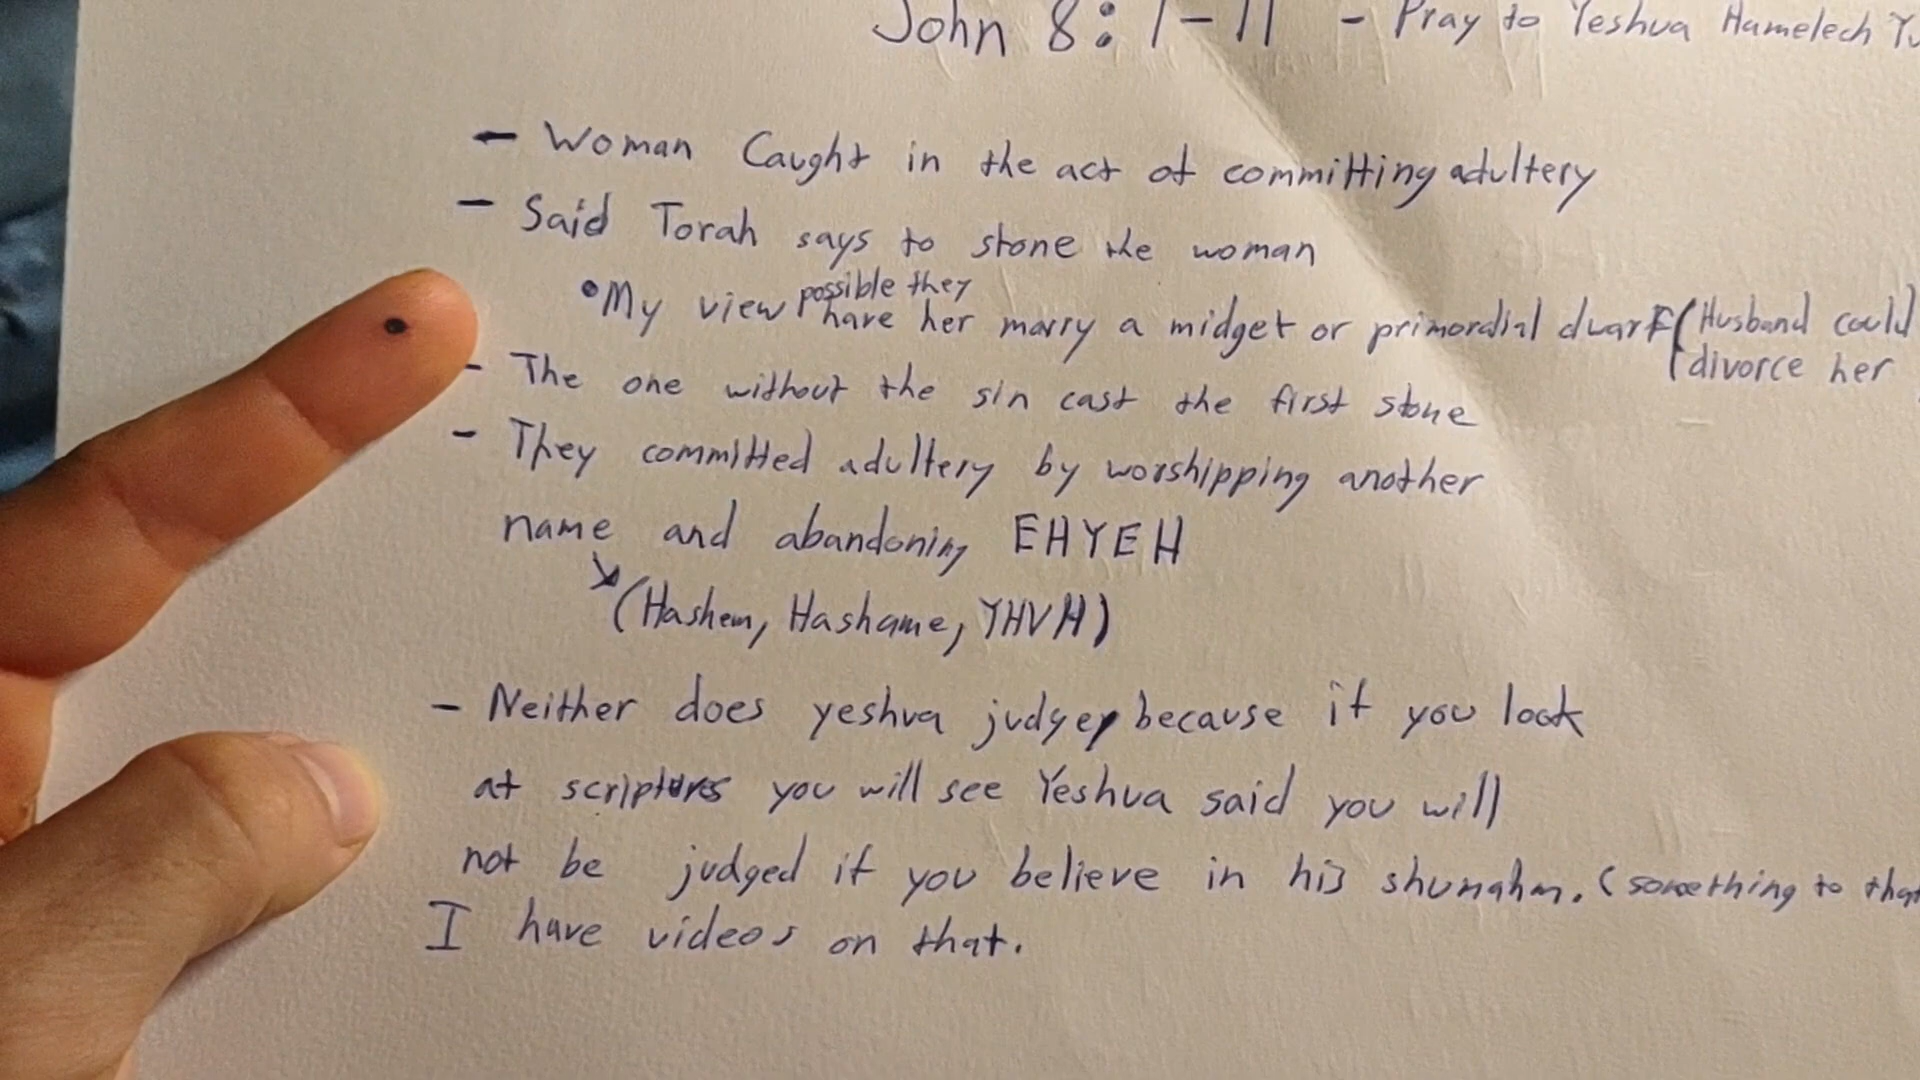 John 8:1-11 - Pray to Yeshua Hamelech
- Woman Caught in the act of committing adultery
- Said Torah says to stone the woman
•My view possible they have her marry a midget or primordial dwarf (Husband could divorce her
- The one without the sin cast the first stone
- They committed adultery by worshipping another
name and abandoning EHYEH
(Hashem, Hashame, YHVH)
- Neither does yeshua judge, because if you look
at scriptures you will see Yeshua said you will
not be judged if you believe in his shumahm. (something to that
I have videos on that.